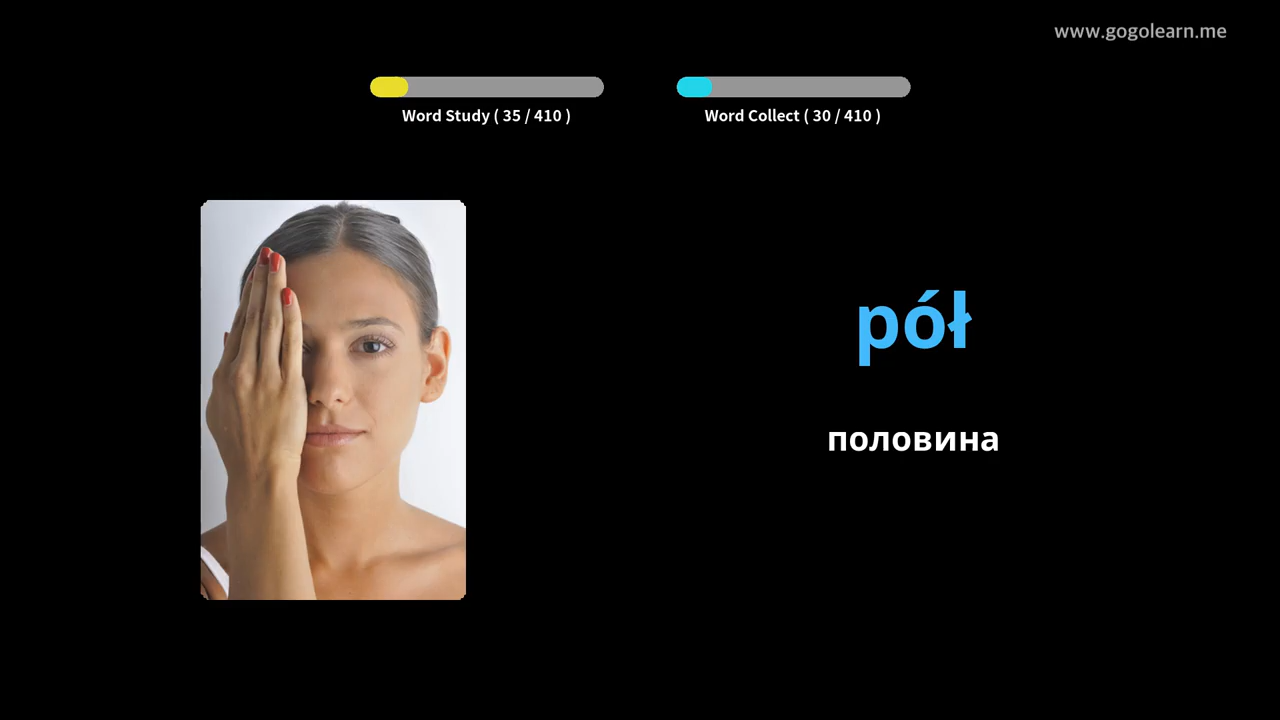 www.gogolearn.me
Word Study ( 35 / 410 )
Word Collect ( 30 / 410 )
pół
половина